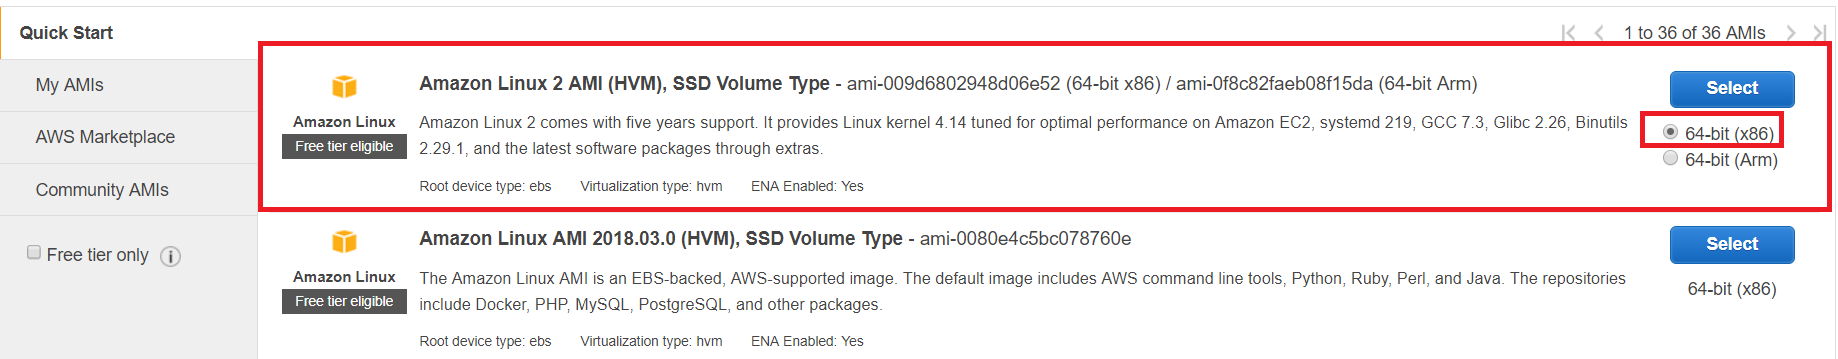 Quick Start
1 to 36 of 36 AMIs
My AMIs
AWS Marketplace
Community AMIs
Free tier only
Amazon Linux
Free tier eligible
Amazon Linux 2 AMI (HVM), SSD Volume Type - ami-009d6802948d06e52 (64-bit x86) / ami-0f8c82faeb08f15da (64-bit Arm)
Amazon Linux 2 comes with five years support. It provides Linux kernel 4.14 tuned for optimal performance on Amazon EC2, systemd 219, GCC 7.3, Glibc 2.26, Binutils
2.29.1, and the latest software packages through extras.
Root device type: ebs Virtualization type: hvm ENA Enabled: Yes
Select
64-bit (x86)
64-bit (Arm)
Amazon Linux
Free tier eligible
Amazon Linux AMI 2018.03.0 (HVM), SSD Volume Type - ami-0080e4c5bc078760e
The Amazon Linux AMI is an EBS-backed, AWS-supported image. The default image includes AWS command line tools, Python, Ruby, Perl, and Java. The repositories
include Docker, PHP, MySQL, PostgreSQL, and other packages.
Root device type: ebs Virtualization type: hvm ENA Enabled: Yes
Select
64-bit (x86)